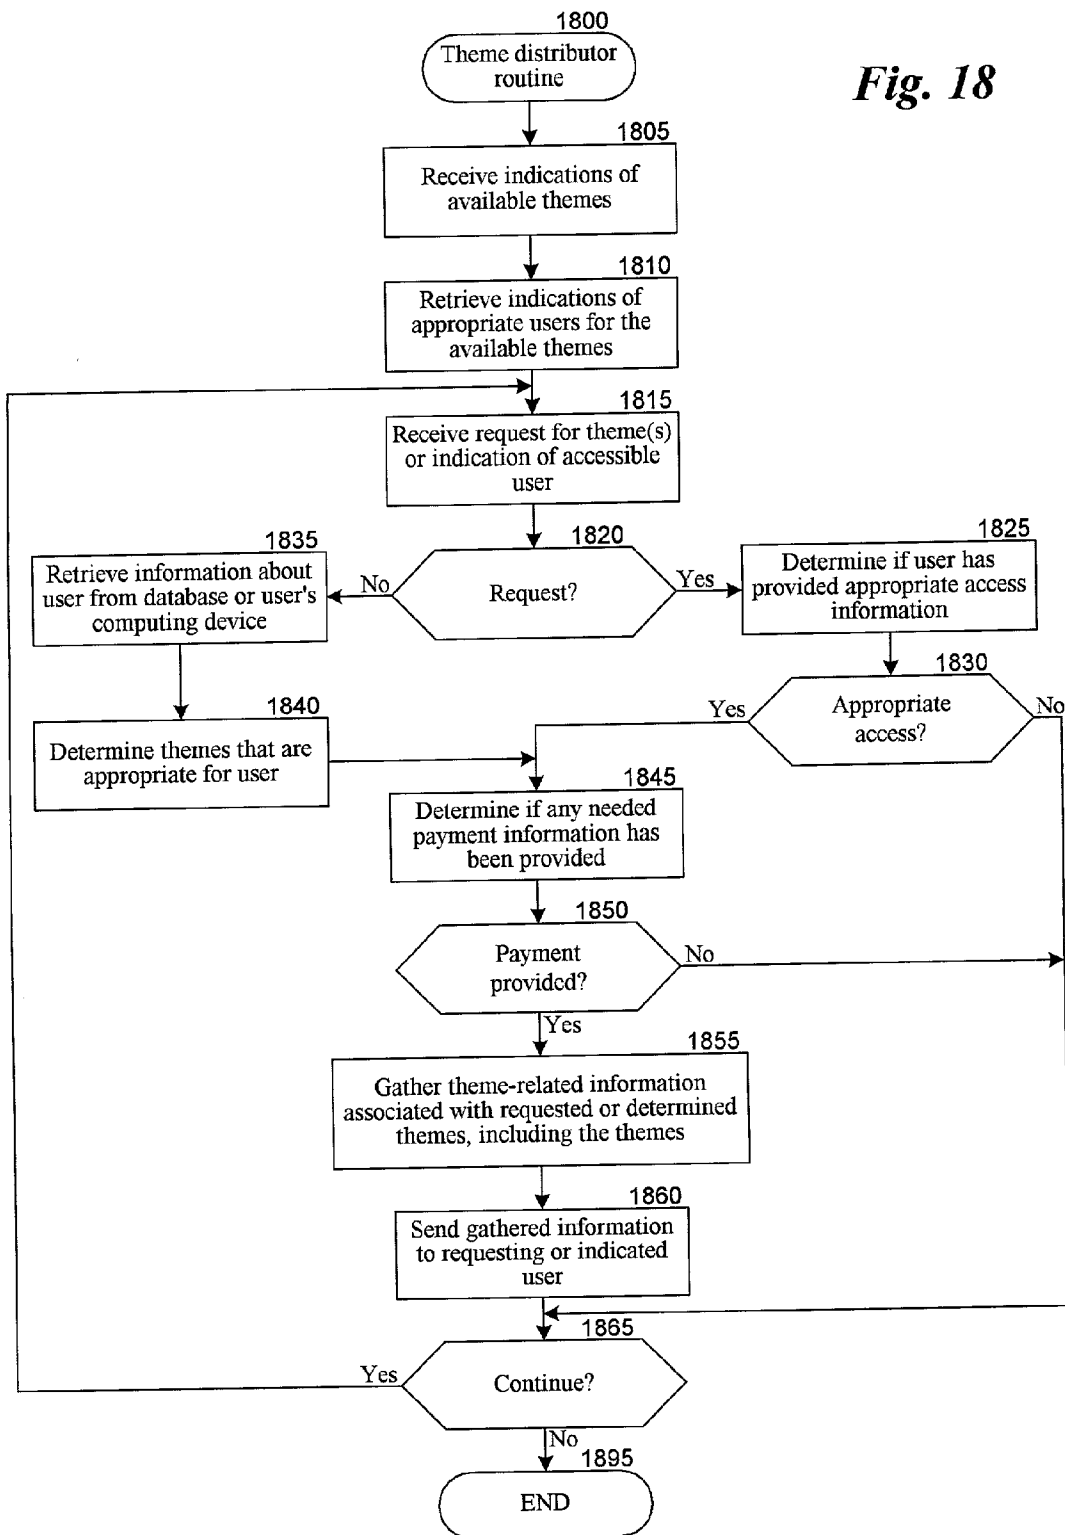 1800
Theme distributor
routine
Fig. 18
1805
Receive indications of
available themes
1810
Retrieve indications of
appropriate users for the
available themes
1815
Receive request for theme(s)
or indication of accessible
user
1820
Request?
No
Yes
1835
Retrieve information about
user from database or user's
computing device
1825
Determine if user has
provided appropriate access
information
1830
Appropriate
access?
Yes
No
1840
Determine themes that are
appropriate for user
1845
Determine if any needed
payment information has
been provided
1850
Payment
provided?
No
Yes
1855
Gather theme-related information
associated with requested or determined
themes, including the themes
1860
Send gathered information
to requesting or indicated
user
1865
Continue?
Yes
No
1895
END